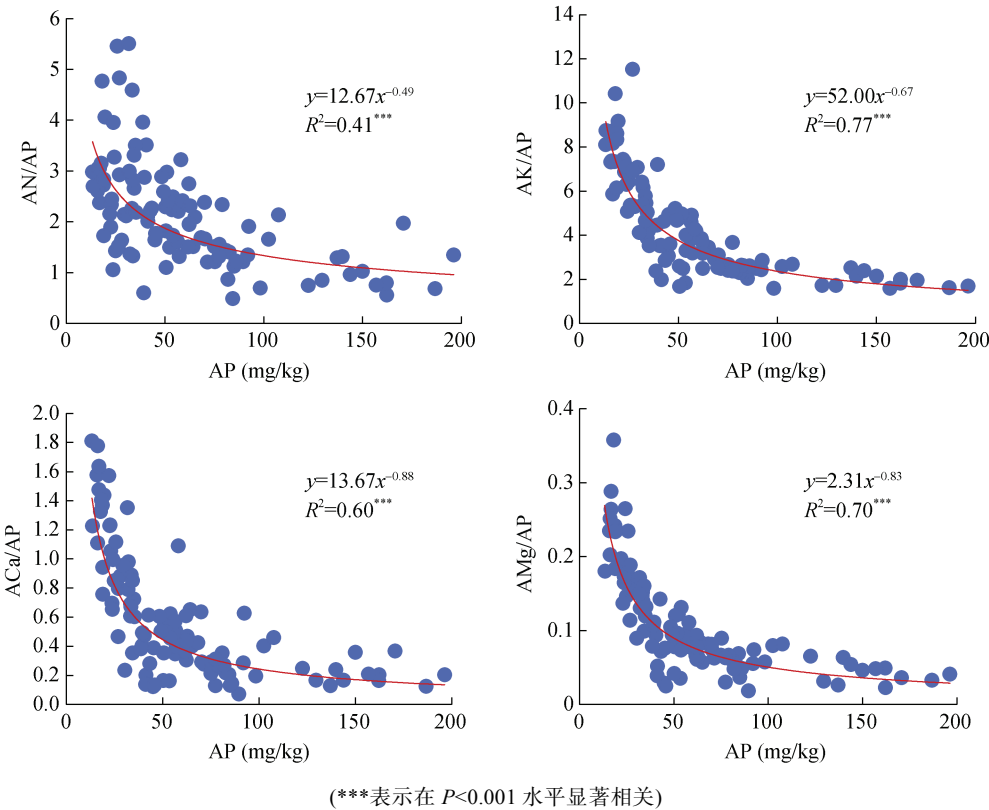 6
5
4
3
2
1
0
AN/AP
y=12.67x⁻⁰·⁴⁹
R²=0.41***
0 50 100 150 200
AP (mg/kg)
14
12
10
8
6
4
2
0
AK/AP
y=52.00x⁻⁰·⁶⁷
R²=0.77***
0 50 100 150 200
AP (mg/kg)
2.0
1.8
1.6
1.4
1.2
1.0
0.8
0.6
0.4
0.2
0.0
ACa/AP
y=13.67x⁻⁰·⁸⁸
R²=0.60***
0 50 100 150 200
AP (mg/kg)
0.4
0.3
0.2
0.1
0
AMg/AP
y=2.31x⁻⁰·⁸³
R²=0.70***
0 50 100 150 200
AP (mg/kg)
(***表示在 P<0.001 水平显著相关)